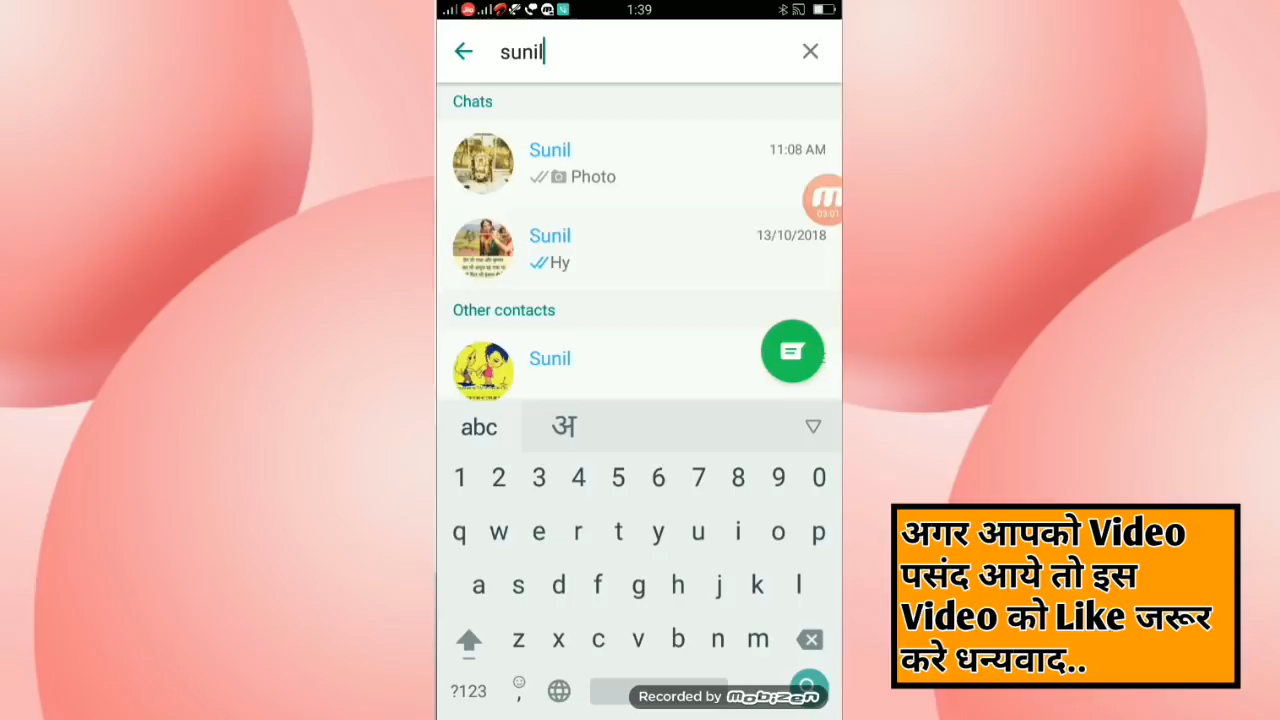 1:39
sunil
Chats
Sunil
11:08 AM
Photo
03:01
Sunil
13/10/2018
Hy
Other contacts
Sunil
abc अ
1 2 3 4 5 6 7 8 9 0
q w e r t y u i o p
a s d f g h j k l
z x c v b n m
?123 ,
Recorded by Mobizen
अगर आपको Video
पसंद आये तो इस
Video को Like जरूर
करे धन्यवाद..